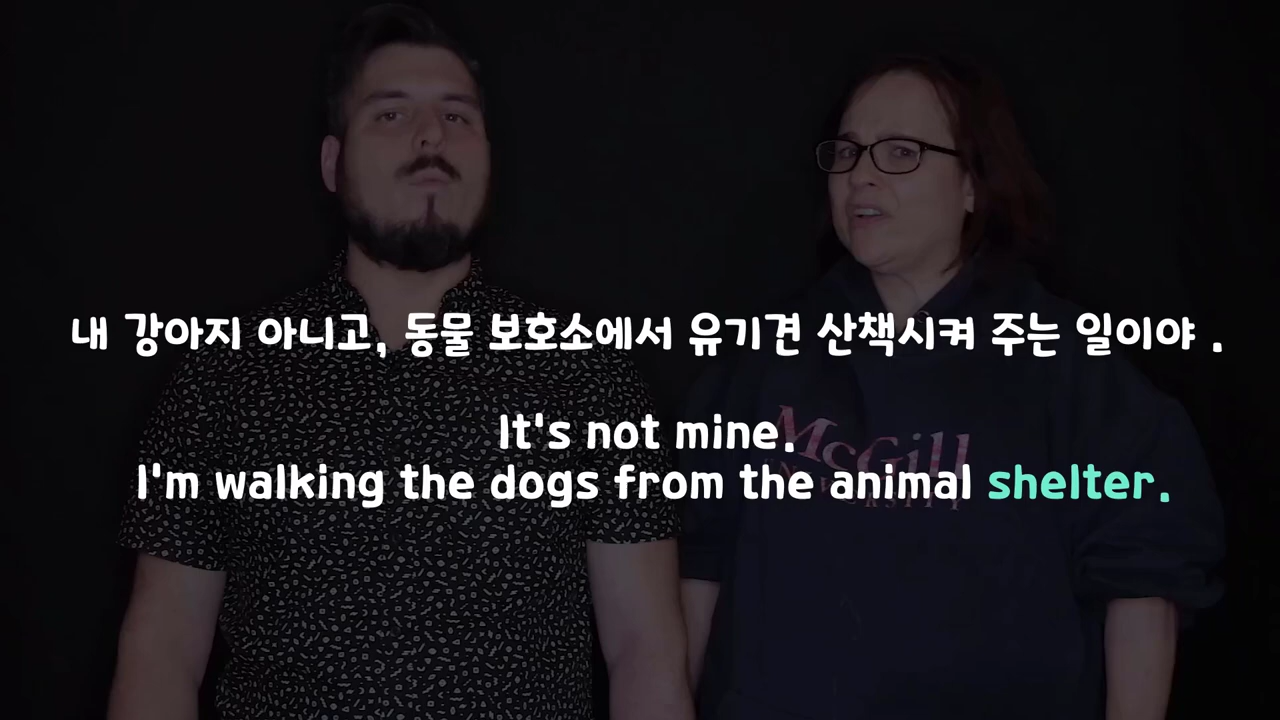 내 강아지 아니고, 동물 보호소에서 유기견 산책시켜 주는 일이야 .
It's not mine.
I'm walking the dogs from the animal shelter.
McGill